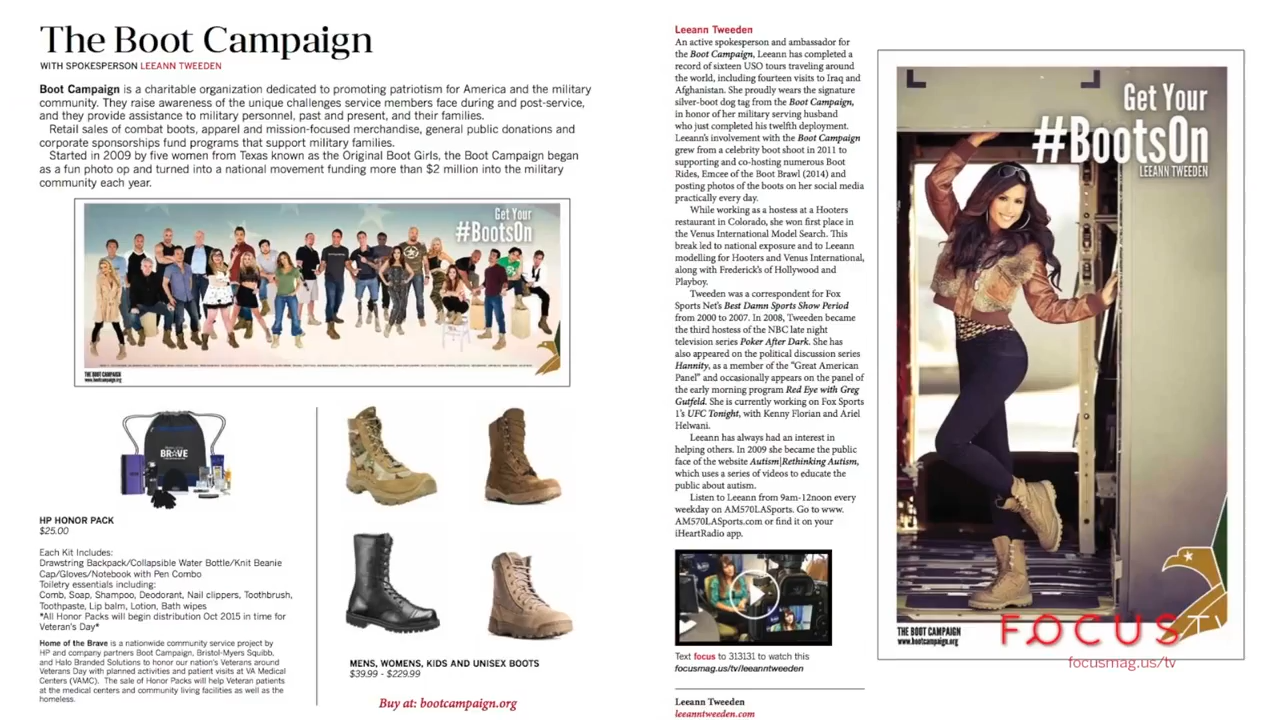 The Boot Campaign
WITH SPOKESPERSON LEEANN TWEEDEN
Boot Campaign is a charitable organization dedicated to promoting patriotism for America and the military
community. They raise awareness of the unique challenges service members face during and post-service,
and they provide assistance to military personnel, past and present, and their families.
Retail sales of combat boots, apparel and mission-focused merchandise, general public donations and
corporate sponsorships fund programs that support military families.
Started in 2009 by five women from Texas known as the Original Boot Girls, the Boot Campaign began
as a fun photo op and turned into a national movement funding more than $2 million into the military
community each year.
Get Your
#BootsOn
THE BOOT CAMPAIGN
www.bootcampaign.org
BRAVE
HP HONOR PACK
$25.00
Each Kit Includes:
Drawstring Backpack/Collapsible Water Bottle/Knit Beanie
Cap/Gloves/Notebook with Pen Combo
Toiletry essentials including:
Comb, Soap, Shampoo, Deodorant, Nail clippers, Toothbrush,
Toothpaste, Lip balm, Lotion, Bath wipes
*All Honor Packs will begin distribution Oct 2015 in time for
Veteran's Day*
Home of the Brave is a nationwide community service project by
HP and company partners Boot Campaign, Bristol-Myers Squibb,
and Halo Branded Solutions to honor our nation's Veterans around
Veterans Day with planned activities and patient visits at VA Medical
Centers (VAMC). The sale of Honor Packs will help Veteran patients
at the medical centers and community living facilities as well as the
homeless.
MENS, WOMENS, KIDS AND UNISEX BOOTS
$39.99 - $229.99
Buy at: bootcampaign.org
Leeann Tweeden
An active spokesperson and ambassador for
the Boot Campaign, Leeann has completed a
record of sixteen USO tours traveling around
the world, including fourteen visits to Iraq and
Afghanistan. She proudly wears the signature
silver-boot dog tag from the Boot Campaign,
in honor of her military serving husband
who just completed his twelfth deployment.
Leeann's involvement with the Boot Campaign
grew from a celebrity boot shoot in 2011 to
supporting and co-hosting numerous Boot
Rides, Emcee of the Boot Brawl (2014) and
posting photos of the boots on her social media
practically every day.
While working as a hostess at a Hooters
restaurant in Colorado, she won first place in
the Venus International Model Search. This
break led to national exposure and to Leeann
modelling for Hooters and Venus International,
along with Frederick's of Hollywood and
Playboy.
Tweeden was a correspondent for Fox
Sports Net's Best Damn Sports Show Period
from 2000 to 2007. In 2008, Tweeden became
the third hostess of the NBC late night
television series Poker After Dark. She has
also appeared on the political discussion series
Hannity, as a member of the "Great American
Panel" and occasionally appears on the panel of
the early morning program Red Eye with Greg
Gutfeld. She is currently working on Fox Sports
1's UFC Tonight, with Kenny Florian and Ariel
Helwani.
Leeann has always had an interest in
helping others. In 2009 she became the public
face of the website Autism|Rethinking Autism,
which uses a series of videos to educate the
public about autism.
Listen to Leeann from 9am-12noon every
weekday on AM570LASports. Go to www.
AM570LASports.com or find it on your
iHeartRadio app.
Text focus to 313131 to watch this
focusmag.us/tv/leeanntweeden
Leeann Tweeden
leeanntweeden.com
Get Your
#BootsOn
LEEANN TWEEDEN
THE BOOT CAMPAIGN
www.bootcampaign.org
FOCUS TV
focusmag.us/tv